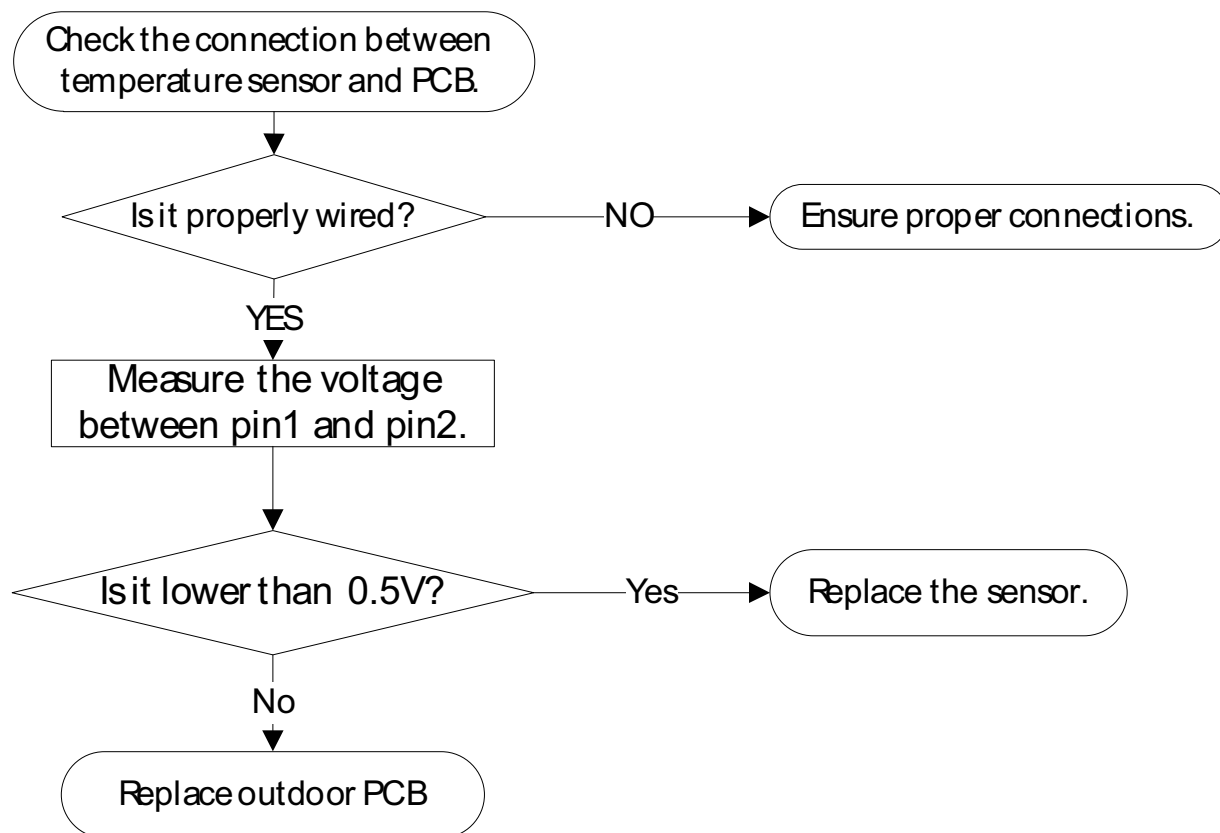 Check the connection between
temperature sensor and PCB.
Is it properly wired?
NO
Ensure proper connections.
YES
Measure the voltage
between pin1 and pin2.
Is it lower than 0.5V?
Yes
Replace the sensor.
No
Replace outdoor PCB